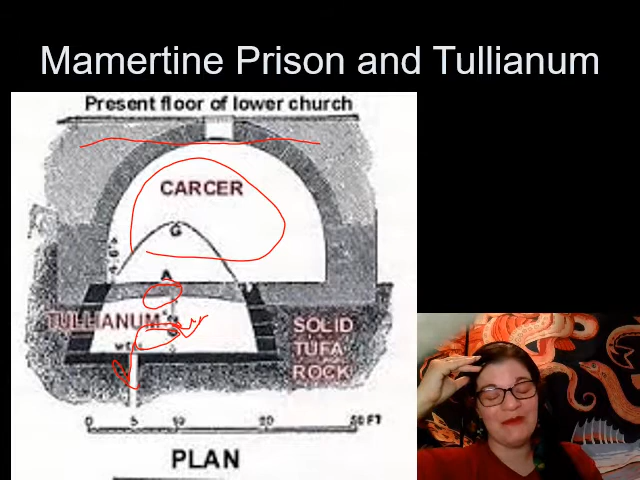 Mamertine Prison and Tullianum
Present floor of lower church
CARCER
G
A
TULLIANUM
SOLID
TUFA
ROCK
0 5 10 20 30 FT
PLAN